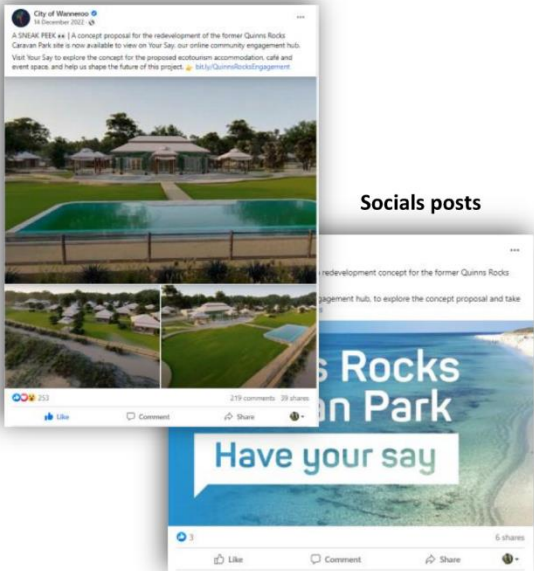 City of Wanneroo
14 December 2022
A SNEAK PEEK 👀 | A concept proposal for the redevelopment of the former Quinns Rocks
Caravan Park site is now available to view on Your Say, our online community engagement hub.
Visit Your Say to explore the concept for the proposed ecotourism accommodation, café and
event space, and help us shape the future of this project. 👉 bit.ly/QuinnsRocksEngagement
253
219 comments 39 shares
Like Comment Share
Socials posts
redevelopment concept for the former Quinns Rocks
gagement hub, to explore the concept proposal and take
s Rocks
an Park
Have your say
3
6 shares
Like Comment Share